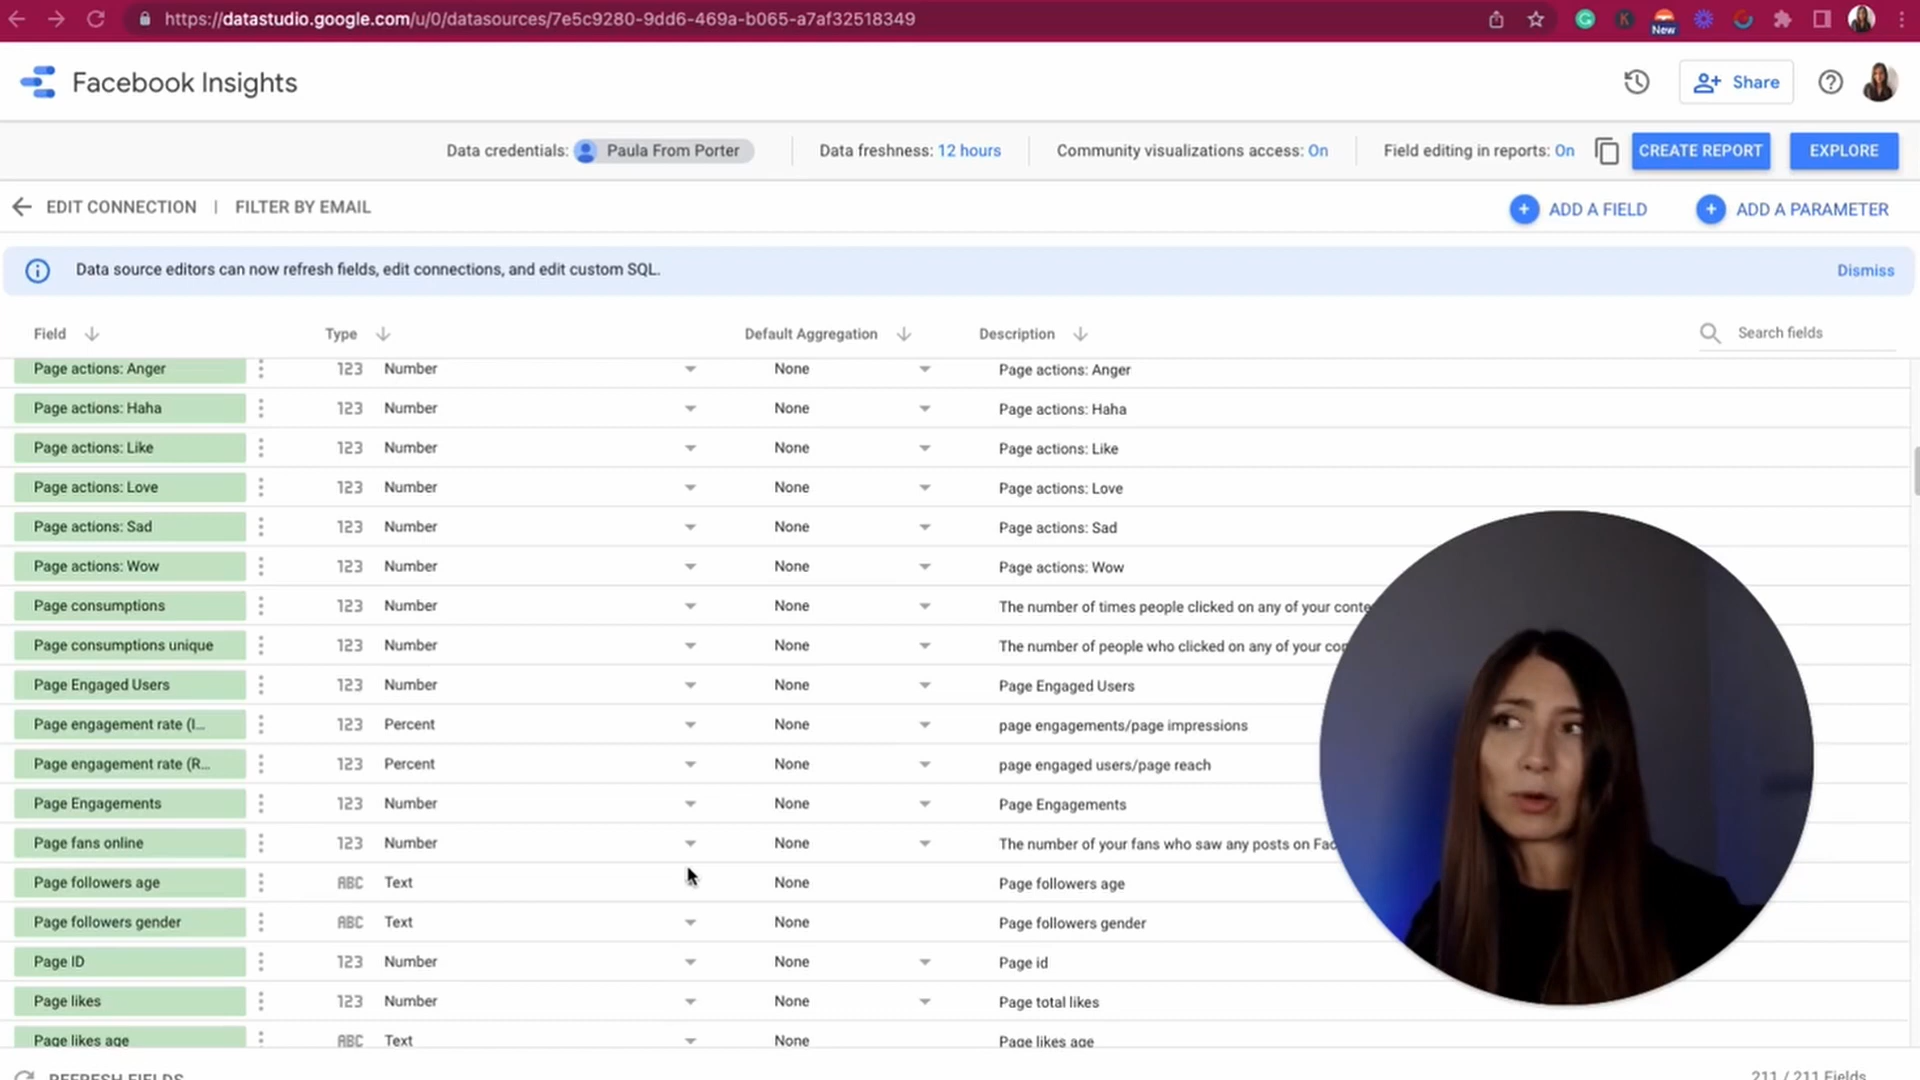 https://datastudio.google.com/u/0/datasources/7e5c9280-9dd6-469a-b065-a7af32518349
New
Facebook Insights
Share
Data credentials: Paula From Porter
Data freshness: 12 hours
Community visualizations access: On
Field editing in reports: On
CREATE REPORT
EXPLORE
EDIT CONNECTION | FILTER BY EMAIL
ADD A FIELD
ADD A PARAMETER
Data source editors can now refresh fields, edit connections, and edit custom SQL.
Dismiss
Field Type Default Aggregation Description Search fields
Page actions: Anger 123 Number None Page actions: Anger
Page actions: Haha 123 Number None Page actions: Haha
Page actions: Like 123 Number None Page actions: Like
Page actions: Love 123 Number None Page actions: Love
Page actions: Sad 123 Number None Page actions: Sad
Page actions: Wow 123 Number None Page actions: Wow
Page consumptions 123 Number None The number of times people clicked on any of your conte
Page consumptions unique 123 Number None The number of people who clicked on any of your con
Page Engaged Users 123 Number None Page Engaged Users
Page engagement rate (I... 123 Percent None page engagements/page impressions
Page engagement rate (R... 123 Percent None page engaged users/page reach
Page Engagements 123 Number None Page Engagements
Page fans online 123 Number None The number of your fans who saw any posts on Fac
Page followers age ABC Text None Page followers age
Page followers gender ABC Text None Page followers gender
Page ID 123 Number None Page id
Page likes 123 Number None Page total likes
Page likes age ABC Text None Page likes age
REFRESH FIELDS
211 / 211 Fields